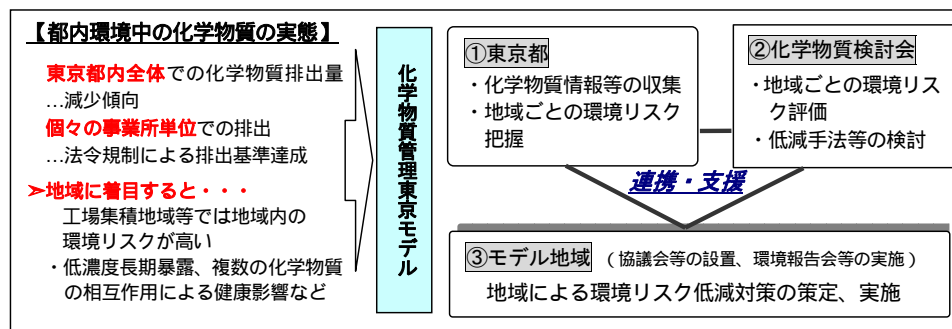 【都内環境中の化学物質の実態】
東京都内全体での化学物質排出量
…減少傾向
個々の事業所単位での排出
…法令規制による排出基準達成
➢地域に着目すると・・・
工場集積地域等では地域内の
環境リスクが高い
・低濃度長期暴露、複数の化学物質
の相互作用による健康影響など
化学物質管理東京モデル
①東京都
・化学物質情報等の収集
・地域ごとの環境リスク
把握
②化学物質検討会
・地域ごとの環境リス
ク評価
・低減手法等の検討
連携・支援
③モデル地域（協議会等の設置、環境報告会等の実施）
地域による環境リスク低減対策の策定、実施